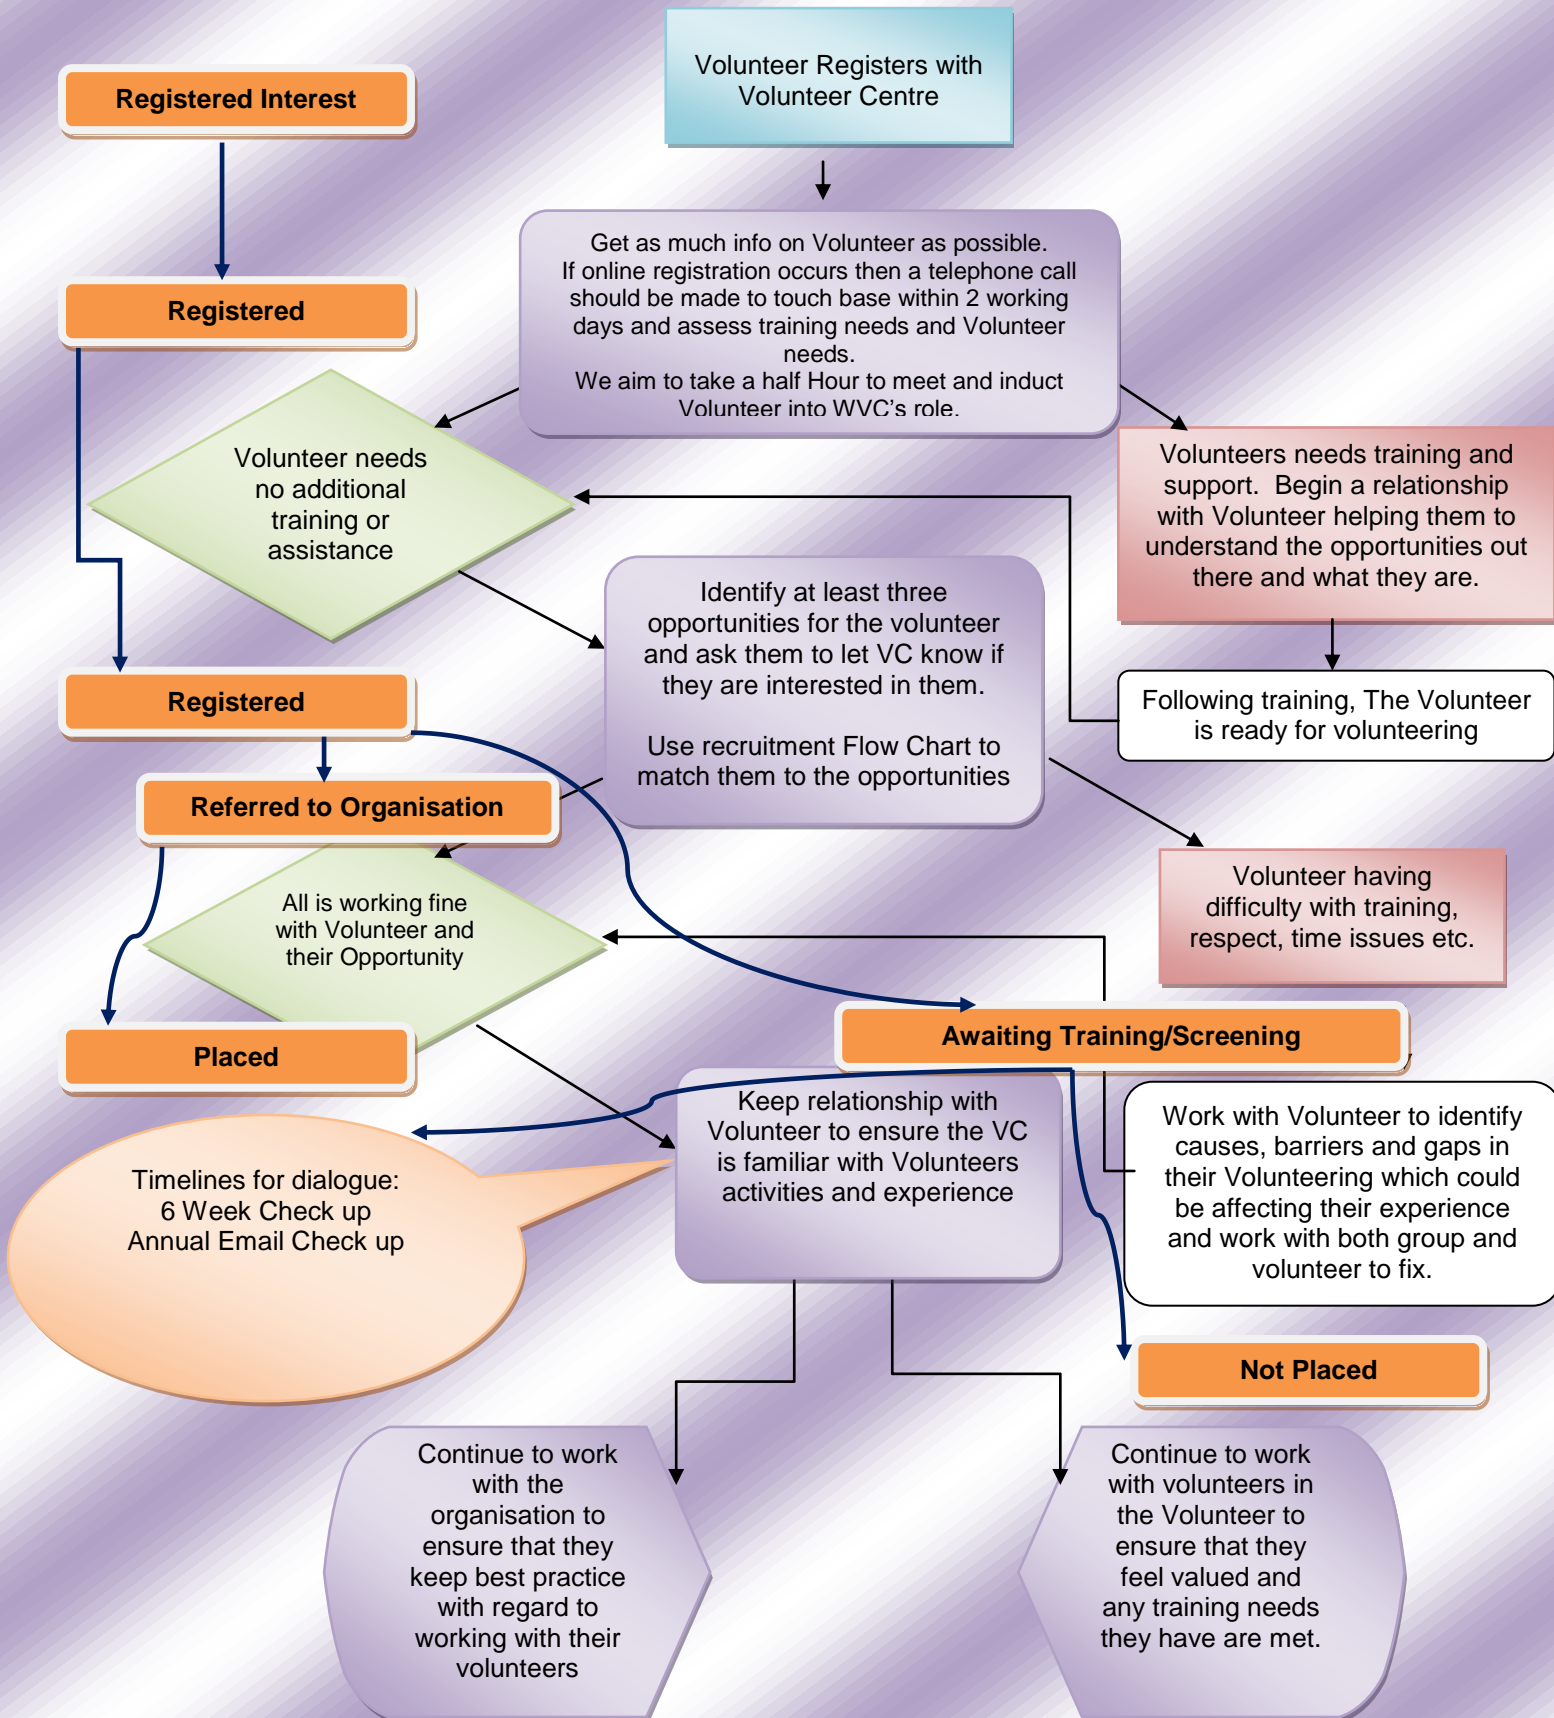 Volunteer Registers with
Volunteer Centre
Registered Interest
Get as much info on Volunteer as possible.
If online registration occurs then a telephone call
should be made to touch base within 2 working
days and assess training needs and Volunteer
needs.
We aim to take a half Hour to meet and induct
Volunteer into WVC's role.
Registered
Volunteer needs
no additional
training or
assistance
Volunteers needs training and
support.  Begin a relationship
with Volunteer helping them to
understand the opportunities out
there and what they are.
Identify at least three
opportunities for the volunteer
and ask them to let VC know if
they are interested in them.
Use recruitment Flow Chart to
match them to the opportunities
Registered
Following training, The Volunteer
is ready for volunteering
Referred to Organisation
All is working fine
with Volunteer and
their Opportunity
Volunteer having
difficulty with training,
respect, time issues etc.
Placed
Awaiting Training/Screening
Keep relationship with
Volunteer to ensure the VC
is familiar with Volunteers
activities and experience
Work with Volunteer to identify
causes, barriers and gaps in
their Volunteering which could
be affecting their experience
and work with both group and
volunteer to fix.
Timelines for dialogue:
6 Week Check up
Annual Email Check up
Not Placed
Continue to work
with the
organisation to
ensure that they
keep best practice
with regard to
working with their
volunteers
Continue to work
with volunteers in
the Volunteer to
ensure that they
feel valued and
any training needs
they have are met.